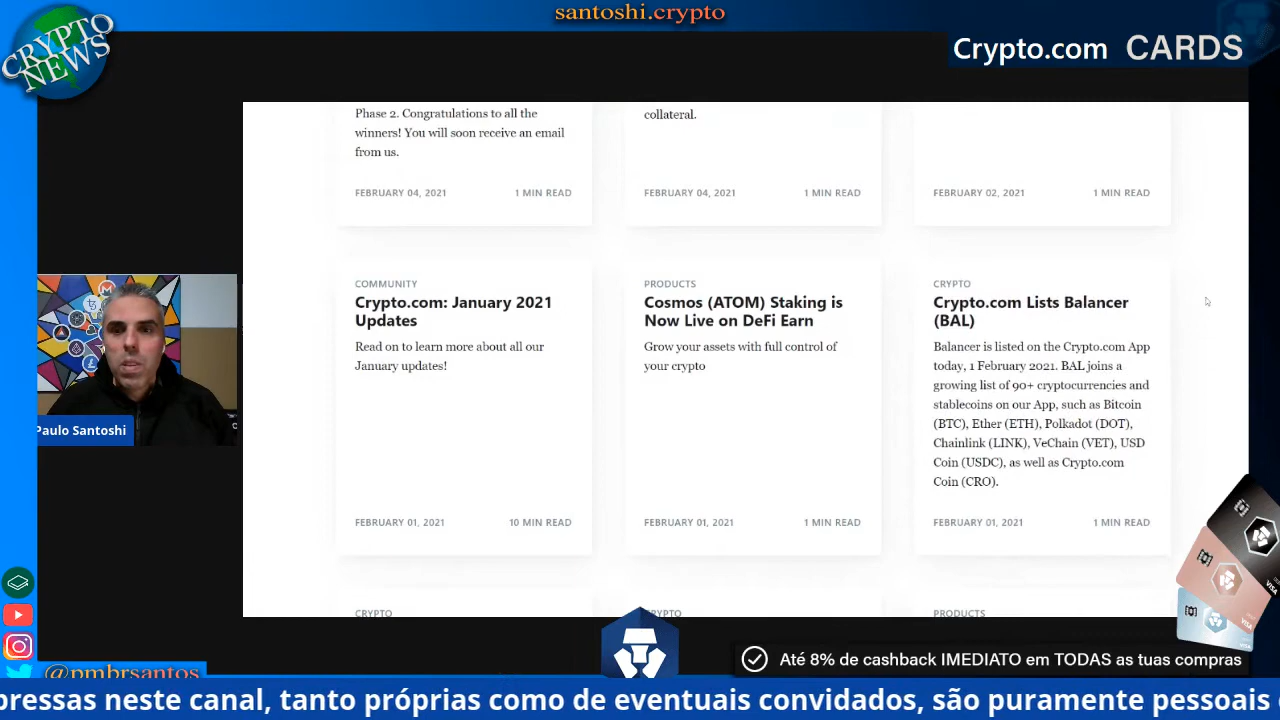 santoshi.crypto
CRYPTO
NEWS
Crypto.com CARDS
Phase 2. Congratulations to all the
winners! You will soon receive an email
from us.
FEBRUARY 04, 2021
1 MIN READ
collateral.
FEBRUARY 04, 2021
1 MIN READ
FEBRUARY 02, 2021
1 MIN READ
COMMUNITY
Crypto.com: January 2021
Updates
Read on to learn more about all our
January updates!
FEBRUARY 01, 2021
10 MIN READ
PRODUCTS
Cosmos (ATOM) Staking is
Now Live on DeFi Earn
Grow your assets with full control of
your crypto
FEBRUARY 01, 2021
1 MIN READ
CRYPTO
Crypto.com Lists Balancer
(BAL)
Balancer is listed on the Crypto.com App
today, 1 February 2021. BAL joins a
growing list of 90+ cryptocurrencies and
stablecoins on our App, such as Bitcoin
(BTC), Ether (ETH), Polkadot (DOT),
Chainlink (LINK), VeChain (VET), USD
Coin (USDC), as well as Crypto.com
Coin (CRO).
FEBRUARY 01, 2021
1 MIN READ
CRYPTO
PRODUCTS
Paulo Santoshi
VISA
VISA
VISA
Até 8% de cashback IMEDIATO em TODAS as tuas compras
@pmbrsantos
pressas neste canal, tanto próprias como de eventuais convidados, são puramente pessoais